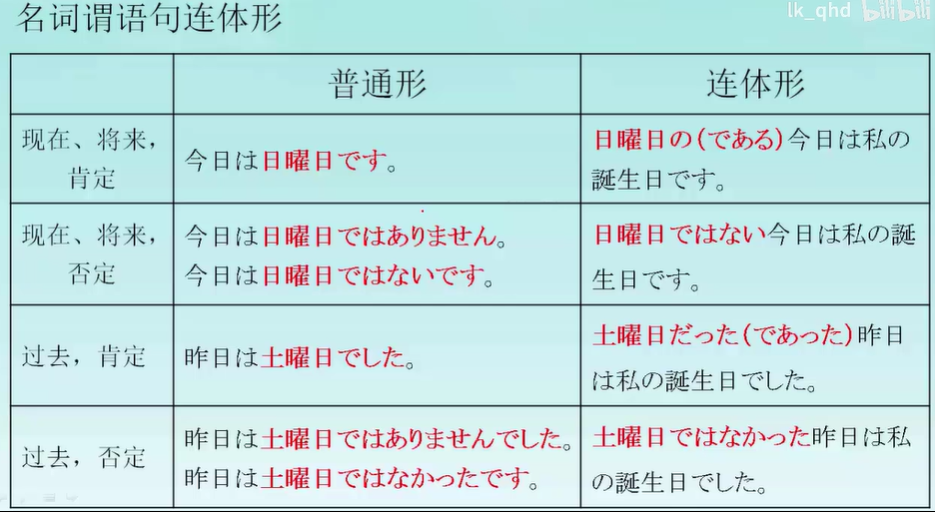 名词谓语句连体形
lk_qhd bilibili
普通形
连体形
现在、将来，
肯定
今日は日曜日です。
日曜日の(である)今日は私の
誕生日です。
现在、将来，
否定
今日は日曜日ではありません。
今日は日曜日ではないです。
日曜日ではない今日は私の誕
生日です。
过去，肯定
昨日は土曜日でした。
土曜日だった(であった)昨日
は私の誕生日でした。
过去，否定
昨日は土曜日ではありませんでした。
昨日は土曜日ではなかったです。
土曜日ではなかった昨日は私
の誕生日でした。